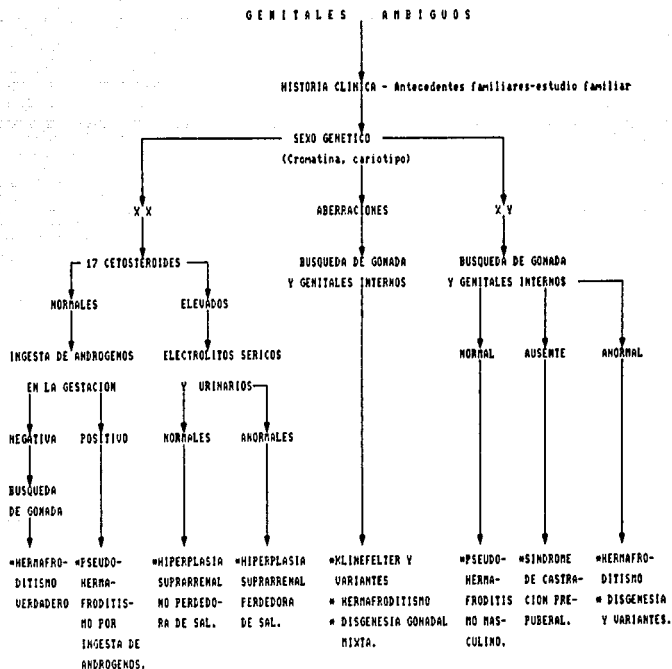 GENITALES AMBIGUOS
HISTORIA CLINICA - Antecedentes familiares-estudio familiar
SEXO GENETICO
(Cromatina, cariotipo)
X X
ABERRACIONES
X Y
17 CETOSTEROIDES
BUSQUEDA DE GONADA
Y GENITALES INTERNOS
BUSQUEDA DE GONADA
Y GENITALES INTERNOS
NORMALES
ELEVADOS
INGESTA DE ANDROGENOS
EN LA GESTACION
ELECTROLITOS SERICOS
Y URINARIOS
NORMAL
AUSENTE
ANORMAL
NEGATIVA
POSITIVO
NORMALES
ANORMALES
BUSQUEDA
DE GONADA
*HERMAFRO-
DITISMO
VERDADERO
*PSEUDO-
HERMA-
FRODITIS-
MO POR
INGESTA DE
ANDROGENOS.
*HIPERPLASIA
SUPRARRENAL
NO PERDEDO-
RA DE SAL.
*HIPERPLASIA
SUPRARRENAL
PERDEDORA
DE SAL.
*KLINEFELTER Y
VARIANTES
* HERMAFRODITISMO
* DISGENESIA GONADAL
MIXTA.
*PSEUDO-
HERMA-
FRODITIS
MO MAS-
CULINO.
*SINDROME
DE CASTRA-
CION PRE-
PUBERAL.
*HERMAFRO-
DITISMO
* DISGENESIA
Y VARIANTES.